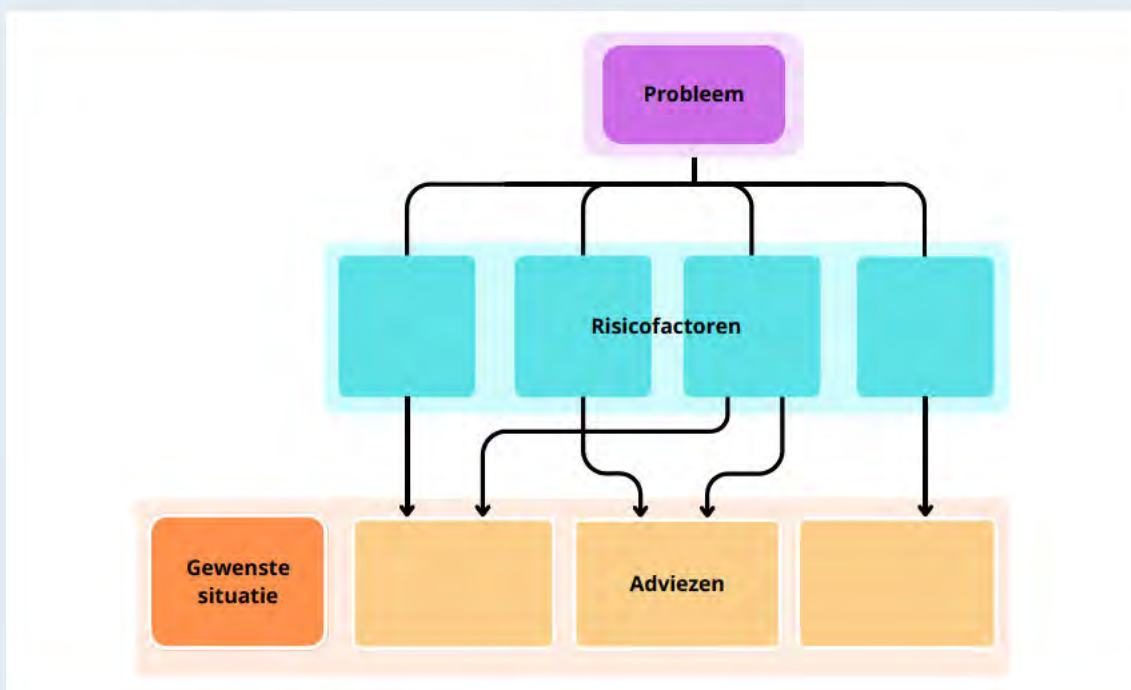 Probleem
Risicofactoren
Gewenste
situatie
Adviezen